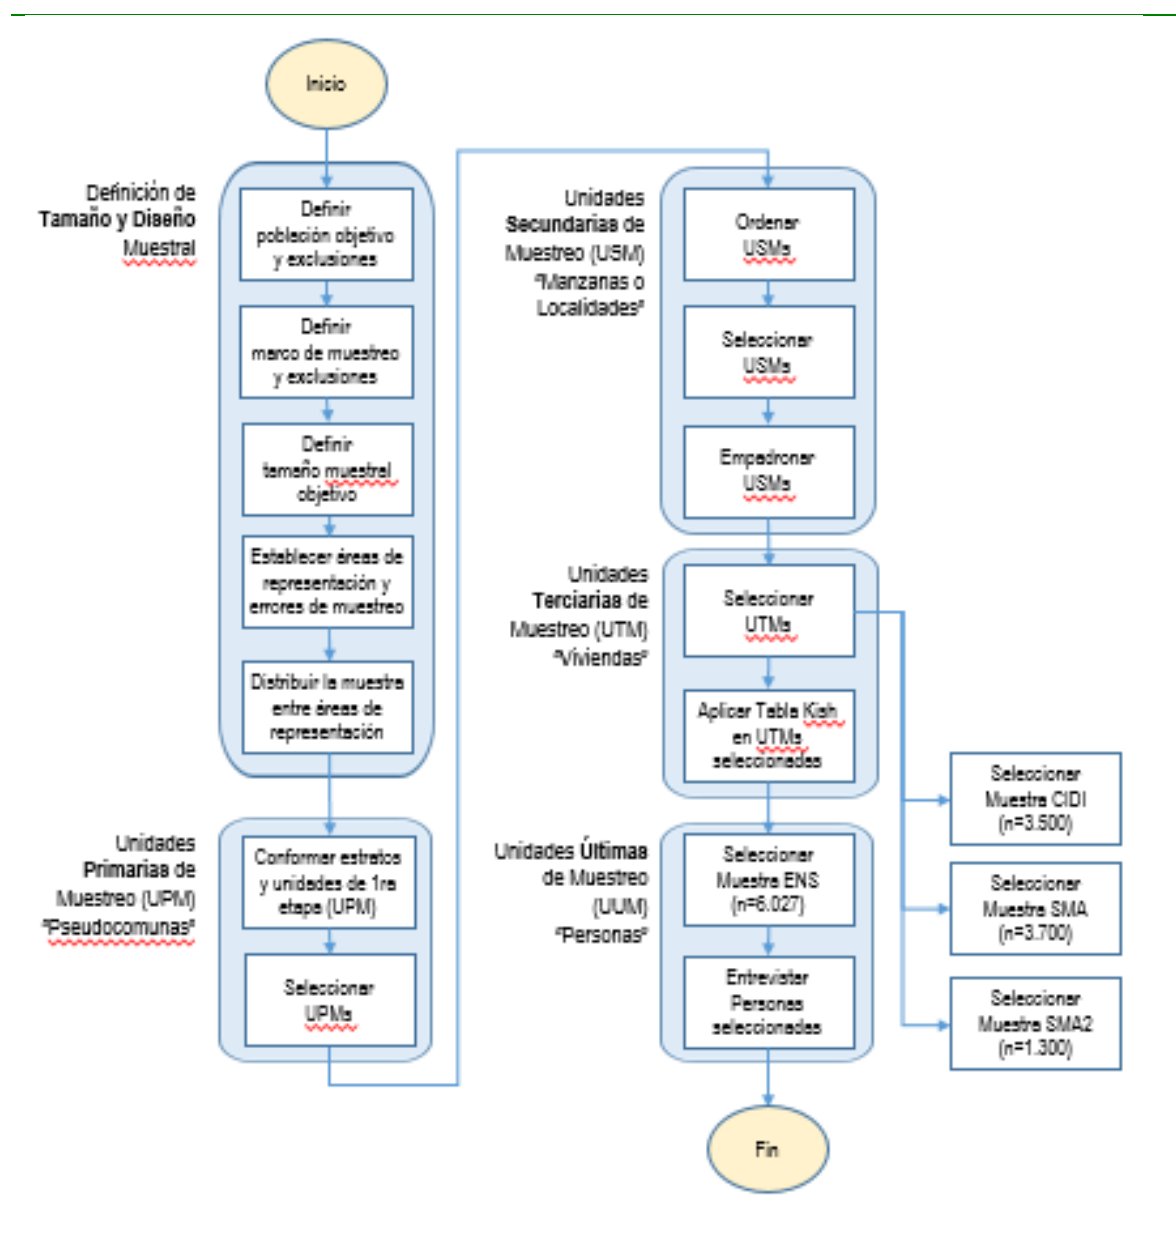 Inicio
Definición de
Tamaño y Diseño
Muestral
Definir
población objetivo
y exclusiones
Definir
marco de muestreo
y exclusiones
Definir
tamaño muestral
objetivo
Establecer áreas de
representación y
errores de muestreo
Distribuir la muestra
entre áreas de
representación
Unidades
Primarias de
Muestreo (UPM)
"Pseudocomunas"
Conformar estratos
y unidades de 1ra
etapa (UPM)
Seleccionar
UPMs
Unidades
Secundarias de
Muestreo (USM)
"Manzanas o
Localidades"
Ordenar
USMs
Seleccionar
USMs
Empadronar
USMs
Unidades
Terciarias de
Muestreo (UTM)
"Viviendas"
Seleccionar
UTMs
Aplicar Tabla Kish
en UTMs
seleccionadas
Unidades Últimas
de Muestreo
(UUM)
"Personas"
Seleccionar
Muestra ENS
(n=6.027)
Entrevistar
Personas
seleccionadas
Seleccionar
Muestra CIDI
(n=3.500)
Seleccionar
Muestra SMA
(n=3.700)
Seleccionar
Muestra SMA2
(n=1.300)
Fin